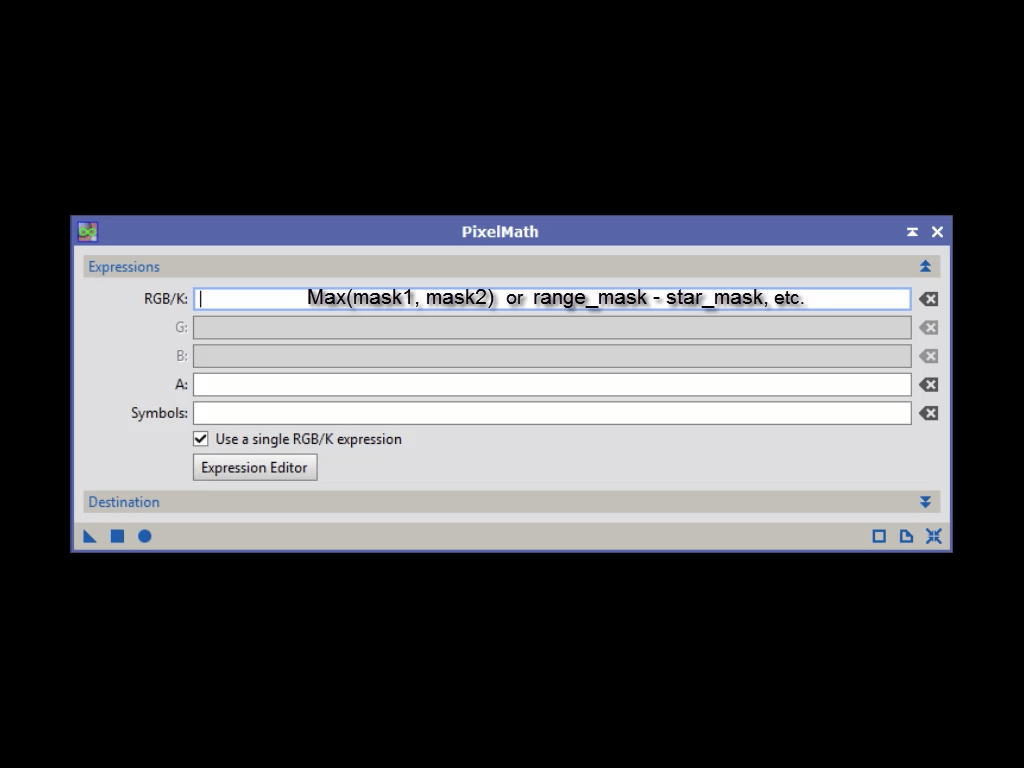 PixelMath
Expressions
RGB/K: Max(mask1, mask2) or range_mask - star_mask, etc.
G:
B:
A:
Symbols:
Use a single RGB/K expression
Expression Editor
Destination